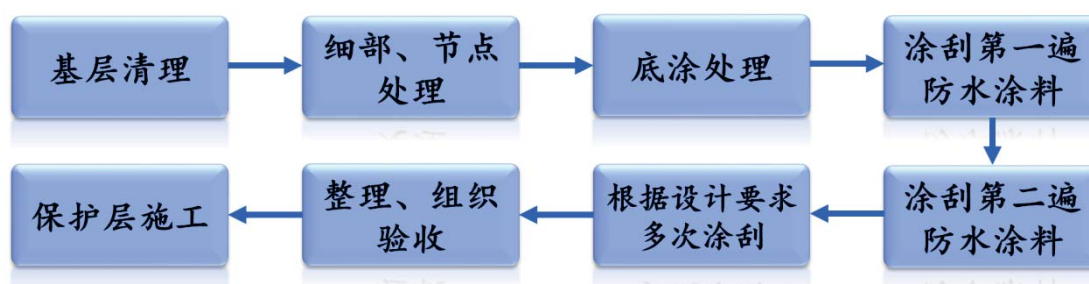 基层清理
细部、节点
处理
底涂处理
涂刮第一遍
防水涂料
涂刮第二遍
防水涂料
根据设计要求
多次涂刮
整理、组织
验收
保护层施工